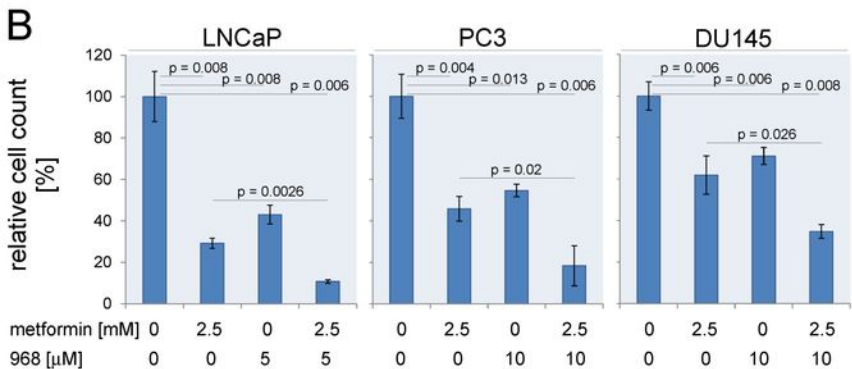 B
LNCaP PC3 DU145
relative cell count
[%]
120
100
80
60
40
20
0
p = 0.008
p = 0.008
p = 0.006
p = 0.0026
p = 0.004
p = 0.013
p = 0.006
p = 0.02
p = 0.006
p = 0.006
p = 0.008
p = 0.026
metformin [mM] 0 2.5 0 2.5 0 2.5 0 2.5 0 2.5 0 2.5
968 [µM] 0 0 5 5 0 0 10 10 0 0 10 10